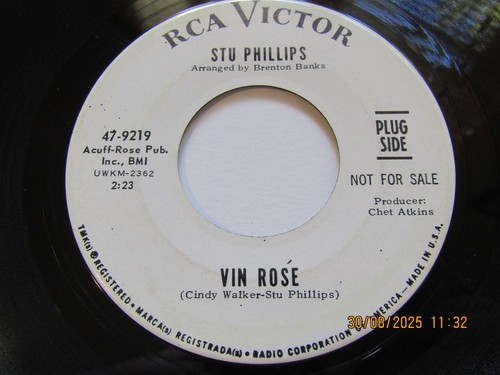 RCA VICTOR
STU PHILLIPS
Arranged by Brenton Banks
47-9219
Acuff-Rose Pub.
Inc., BMI
UWKM-2362
2:23
PLUG
SIDE
NOT FOR SALE
Producer:
Chet Atkins
VIN ROSÉ
(Cindy Walker-Stu Phillips)
TMK(s) ® REGISTERED • MARCA(s) REGISTRADA(s) • RADIO CORPORATION OF AMERICA—MADE IN U.S.A.
30/08/2025 11:32